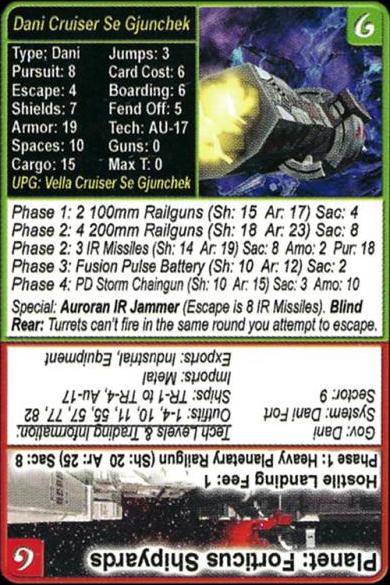 Dani Cruiser Se Gjunchek
6
Type; Dani Jumps: 3
Pursuit: 8 Card Cost: 6
Escape: 4 Boarding: 6
Shields: 7 Fend Off: 5
Armor: 19 Tech: AU-17
Spaces: 10 Guns: 0
Cargo: 15 Max T: 0
UPG: Vella Cruiser Se Gjunchek
Phase 1: 2 100mm Railguns (Sh: 15 Ar: 17) Sac: 4
Phase 2: 4 200mm Railguns (Sh: 18 Ar: 23) Sac: 8
Phase 2: 3 IR Missiles (Sh: 14 Ar: 19) Sac: 8 Amo: 2 Pur: 18
Phase 3: Fusion Pulse Battery (Sh: 10 Ar: 12) Sac: 2
Phase 4: PD Storm Chaingun (Sh: 10 Ar: 15) Sac: 3 Amo: 10
Special: Auroran IR Jammer (Escape is 8 IR Missiles). Blind
Rear: Turrets can't fire in the same round you attempt to escape.
Planet: Forticus Shipyards
6
Hostile Landing Fee: 1
Phase 1: Heavy Planetary Railgun (Sh: 20 Ar: 25) Sac: 8
Gov: Dani
System: Dani Fort
Sector: 9
Tech Levels & Trading Information:
Outfits: 1-4, 10, 11, 55, 57, 77, 82
Ships: TR-1 to TR-4, Au-17
Imports: Metal
Exports: Industrial, Equipment